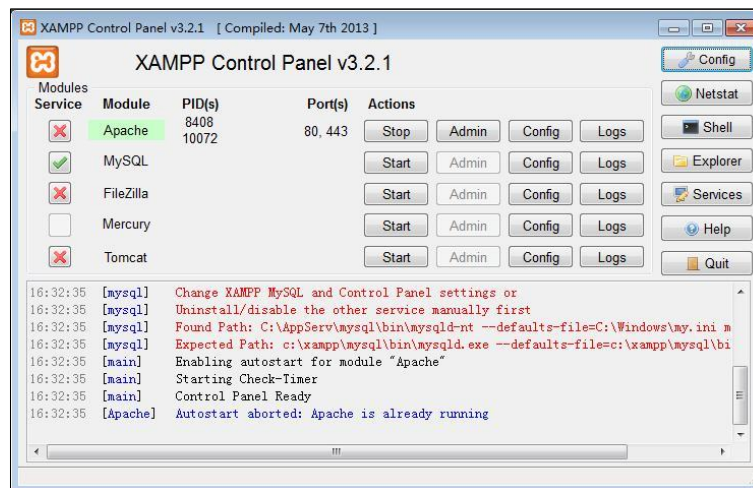 XAMPP Control Panel v3.2.1 [ Compiled: May 7th 2013 ]
XAMPP Control Panel v3.2.1
Config
Netstat
Shell
Explorer
Services
Help
Quit
Modules
Service Module PID(s) Port(s) Actions
Apache 8408 10072 80, 443 Stop Admin Config Logs
MySQL Start Admin Config Logs
FileZilla Start Admin Config Logs
Mercury Start Admin Config Logs
Tomcat Start Admin Config Logs
16:32:35 [mysql] Change XAMPP MySQL and Control Panel settings or
16:32:35 [mysql] Uninstall/disable the other service manually first
16:32:35 [mysql] Found Path: C:\AppServ\mysql\bin\mysqld-nt --defaults-file=C:\Windows\my.ini m
16:32:35 [mysql] Expected Path: c:\xampp\mysql\bin\mysqld.exe --defaults-file=c:\xampp\mysql\bi
16:32:35 [main] Enabling autostart for module "Apache"
16:32:35 [main] Starting Check-Timer
16:32:35 [main] Control Panel Ready
16:32:35 [Apache] Autostart aborted: Apache is already running